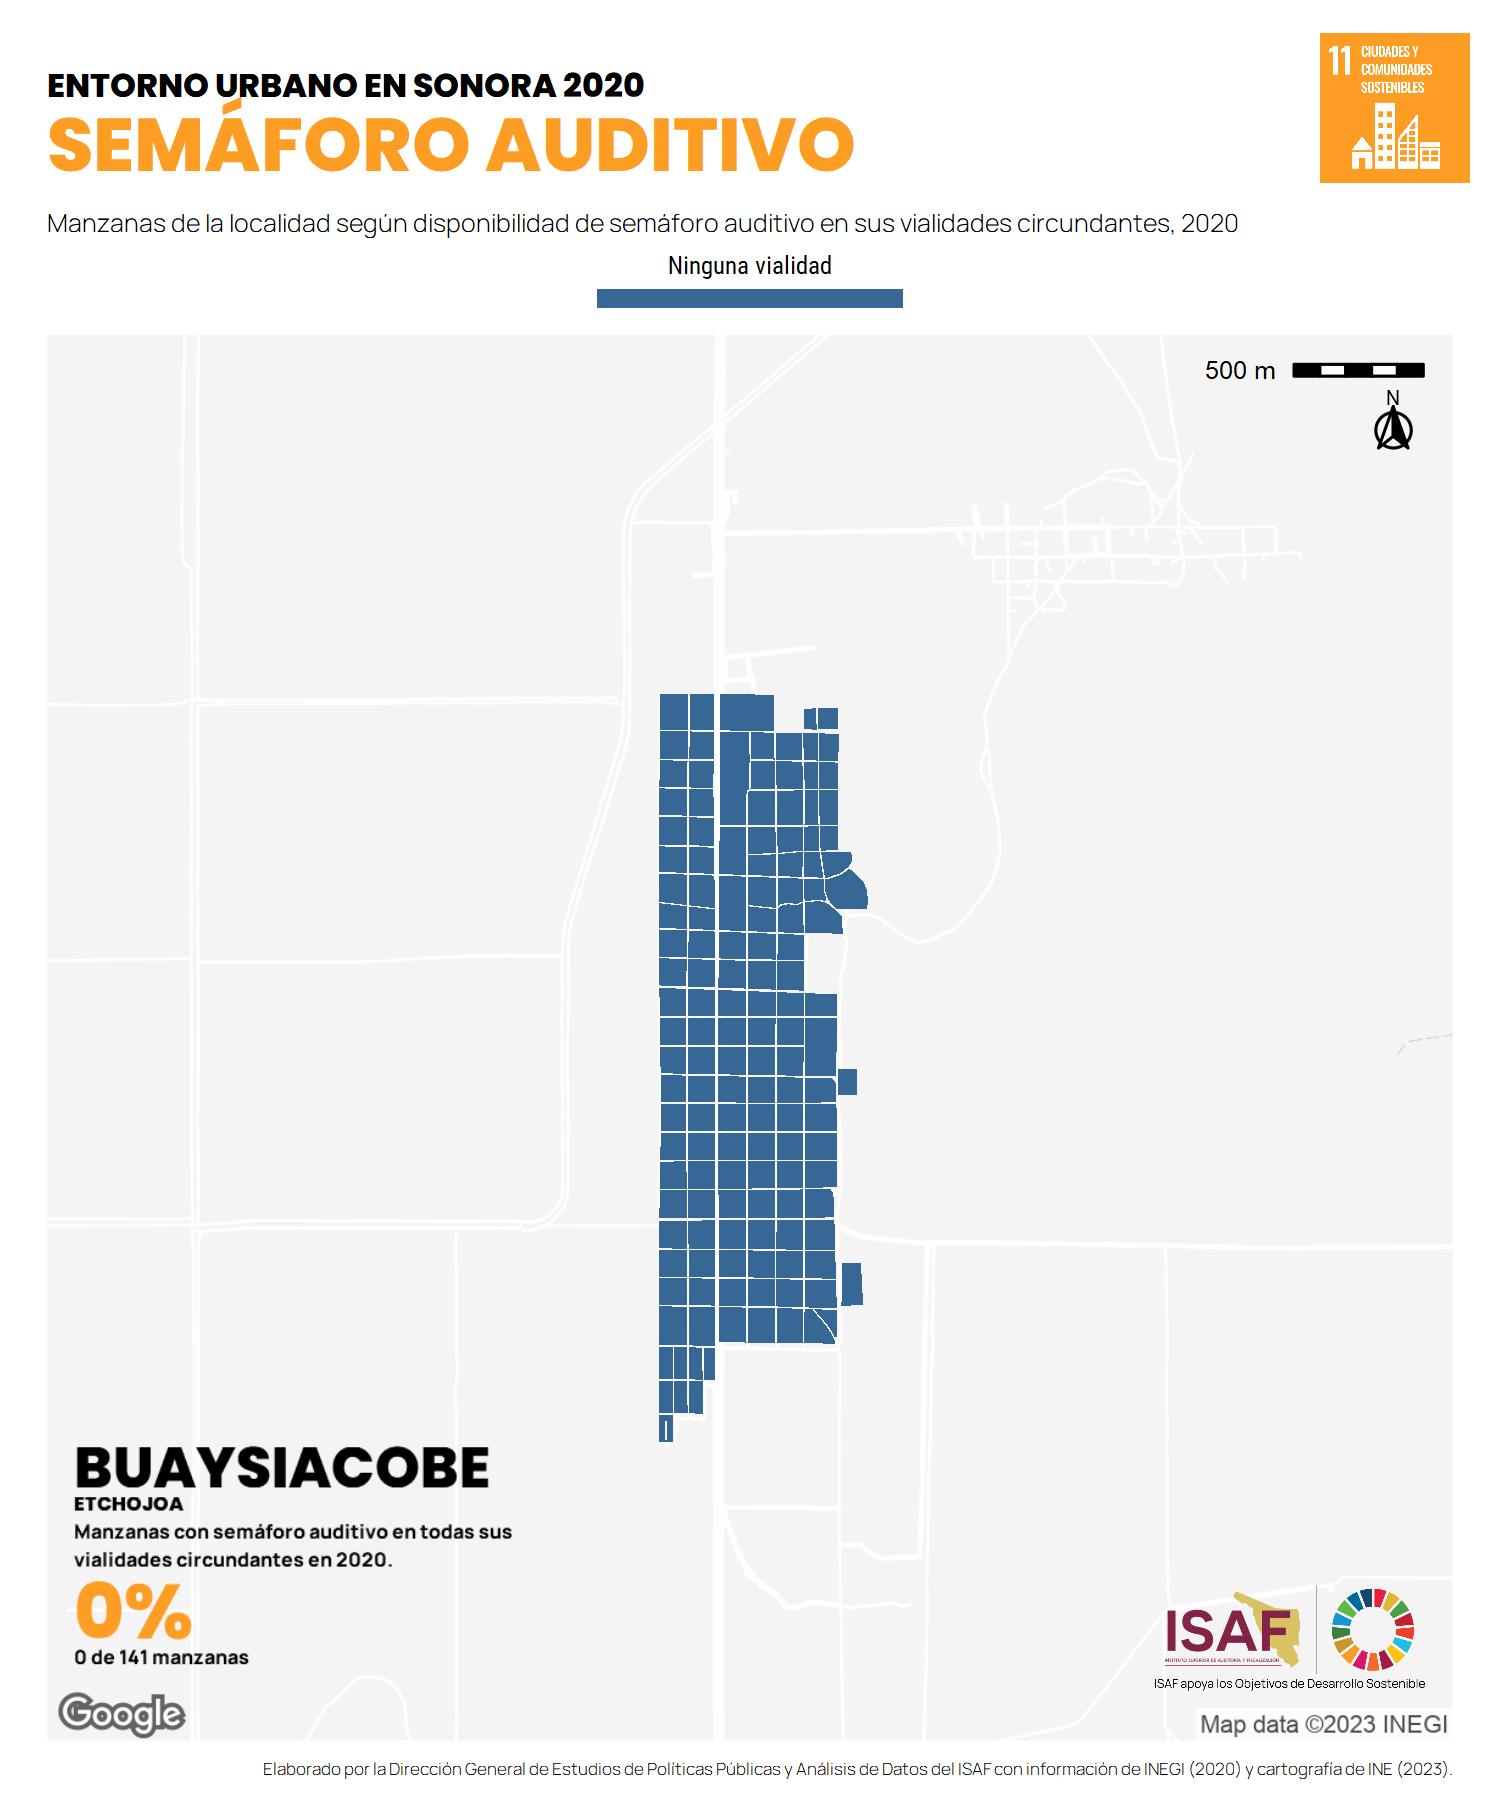 ENTORNO URBANO EN SONORA 2020
SEMÁFORO AUDITIVO
11 CIUDADES Y
COMUNIDADES
SOSTENIBLES
Manzanas de la localidad según disponibilidad de semáforo auditivo en sus vialidades circundantes, 2020
Ninguna vialidad
500 m
N
BUAYSIACOBE
ETCHOJOA
Manzanas con semáforo auditivo en todas sus
vialidades circundantes en 2020.
0%
0 de 141 manzanas
ISAF
INSTITUTO SUPERIOR DE AUDITORÍA Y FISCALIZACIÓN
ISAF apoya los Objetivos de Desarrollo Sostenible
Google
Map data ©2023 INEGI
Elaborado por la Dirección General de Estudios de Políticas Públicas y Análisis de Datos del ISAF con información de INEGI (2020) y cartografía de INE (2023).